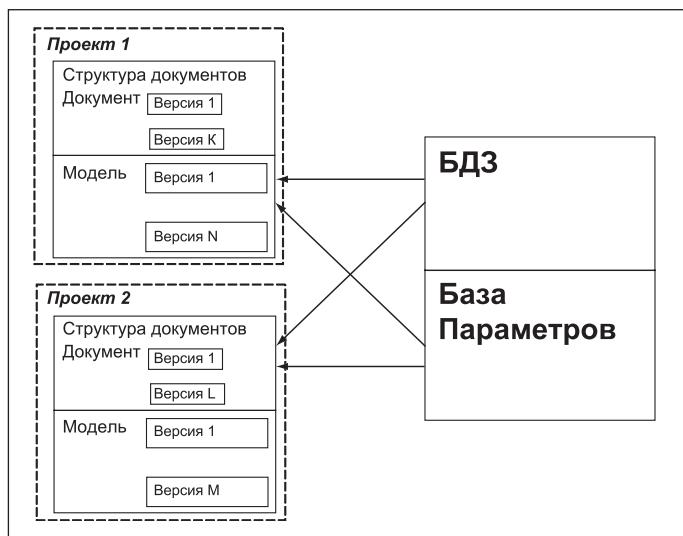 Проект 1
Структура документов
Документ
Версия 1
Версия К
Модель
Версия 1
Версия N
Проект 2
Структура документов
Документ
Версия 1
Версия L
Модель
Версия 1
Версия М
БДЗ
База
Параметров